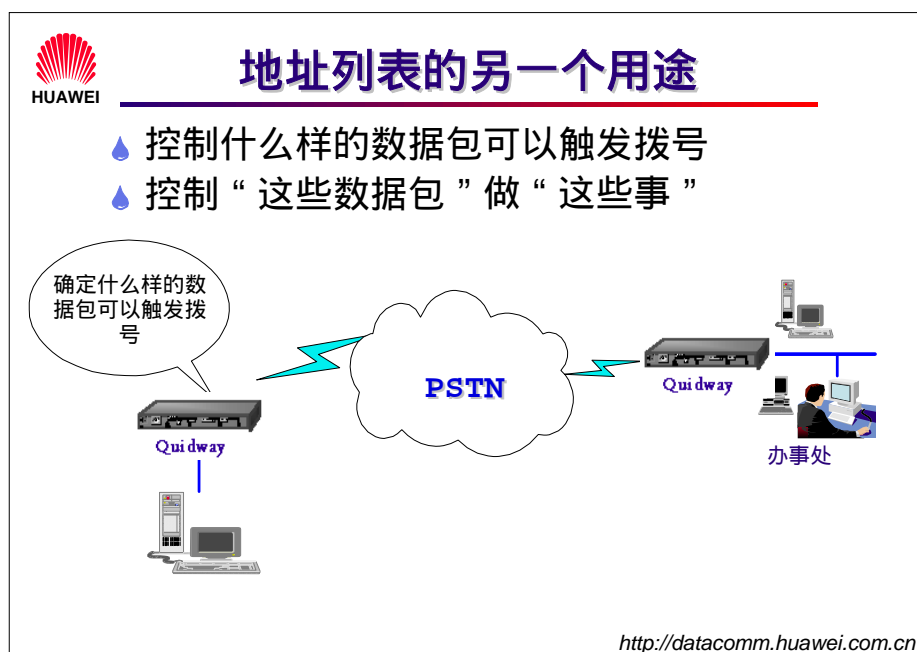 HUAWEI
地址列表的另一个用途
控制什么样的数据包可以触发拨号
控制“这些数据包”做“这些事”
确定什么样的数
据包可以触发拨
号
PSTN
Quidway
Quidway
办事处
http://datacomm.huawei.com.cn